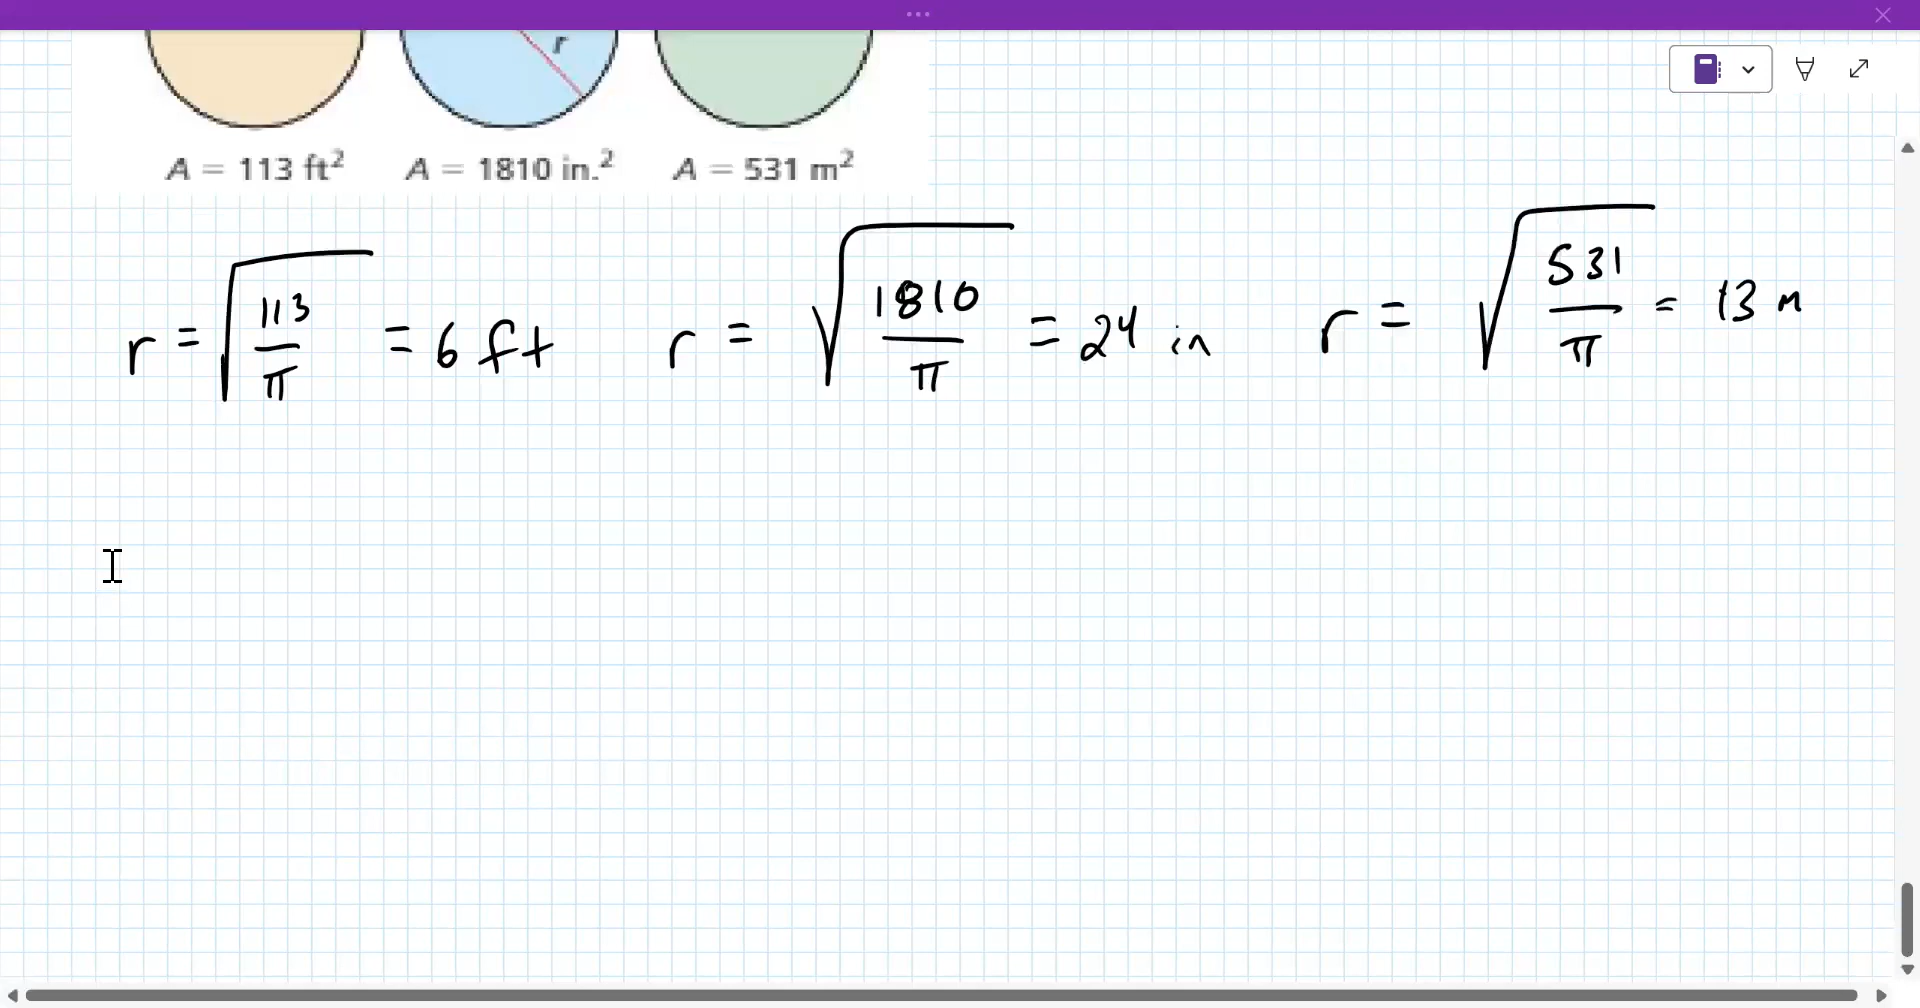 r
A = 113 ft² A = 1810 in.² A = 531 m²
r = √(113/π) = 6 ft r = √(1810/π) = 24 in r = √(531/π) = 13 m